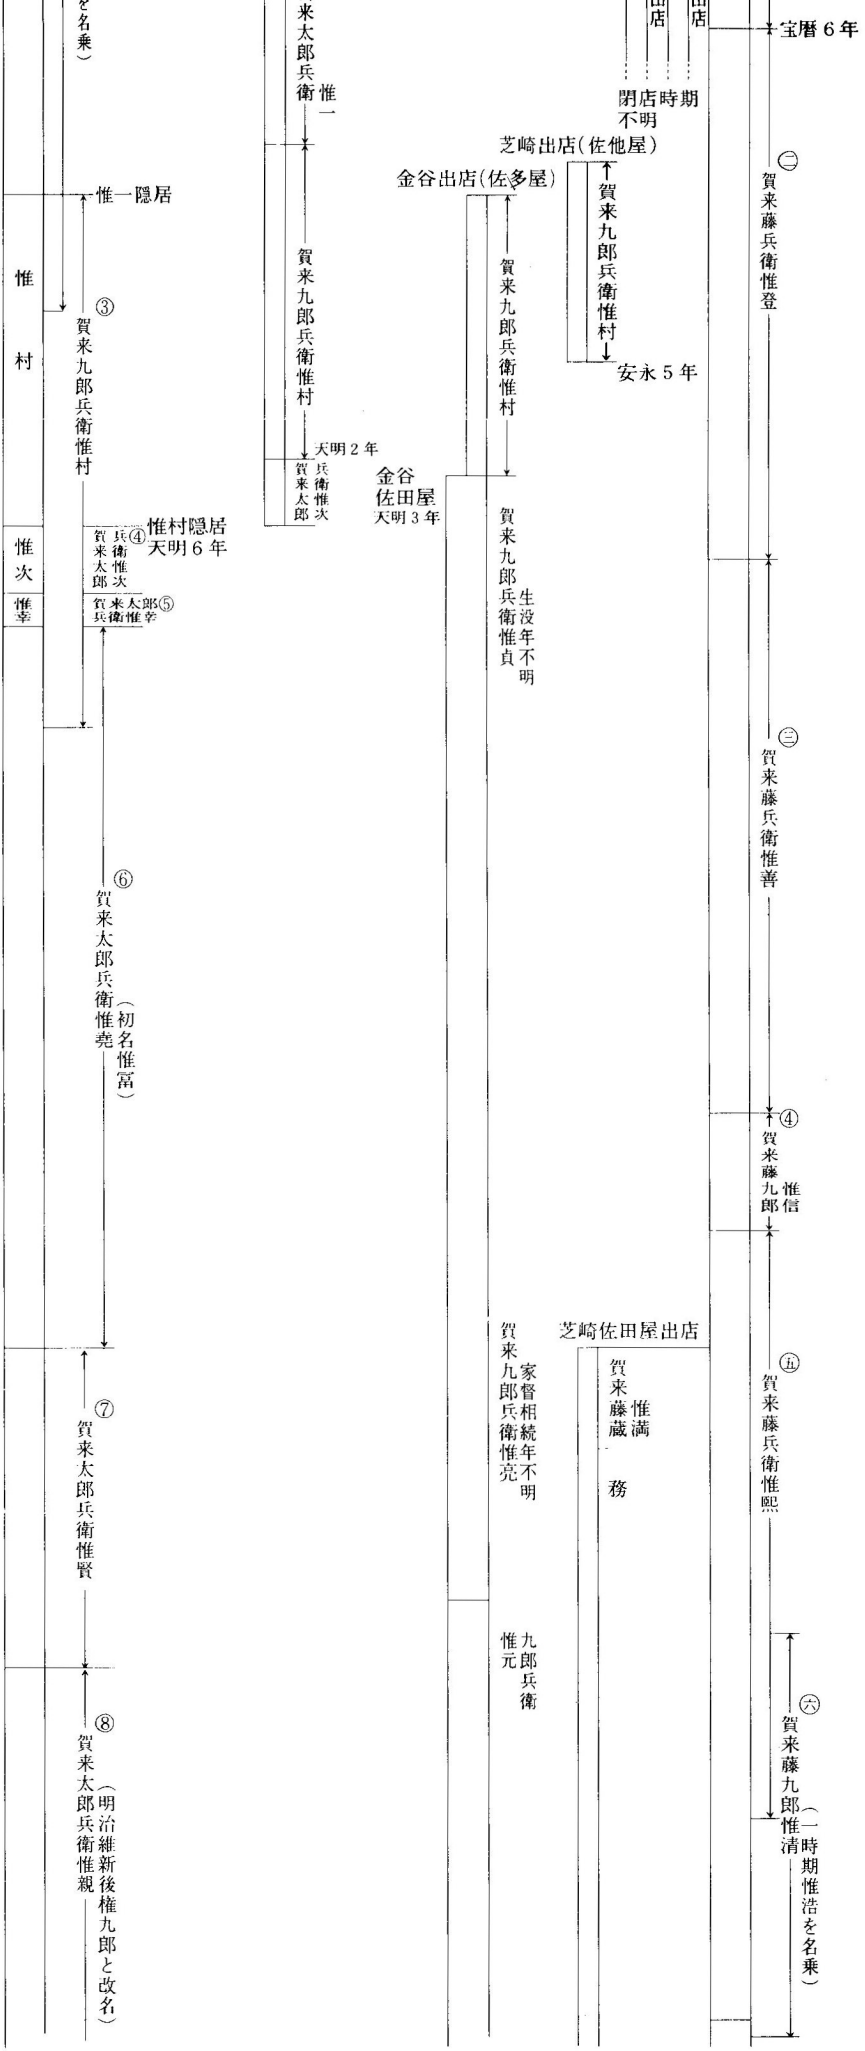 出店
出店
宝暦6年
閉店時期
不明
㊁
賀来藤兵衛惟登
㊂
賀来藤兵衛惟善
④
賀来藤九郎
惟信
㊄
賀来藤兵衛惟熙
㊅
賀来藤九郎惟清
(一時期惟浩を名乗)
芝崎出店(佐他屋)
賀来九郎兵衛惟村
安永5年
芝崎佐田屋出店
賀来藤蔵
惟満
務
金谷出店(佐多屋)
賀来九郎兵衛惟村
金谷
佐田屋
天明3年
賀来九郎兵衛惟貞
生没年不明
賀来九郎兵衛惟亮
家督相続年不明
九郎兵衛
惟元
来太郎兵衛
惟一
賀来九郎兵衛惟村
天明2年
賀来太郎
兵衛惟次
を名乗)
惟一隠居
③
賀来九郎兵衛惟村
惟村隠居
天明6年
④
賀来太郎
兵衛惟次
賀来太郎⑤
兵衛惟幸
⑥
賀来太郎兵衛惟堯
(初名惟冨)
⑦
賀来太郎兵衛惟賢
⑧
賀来太郎兵衛惟親
(明治維新後権九郎と改名)
惟村
惟次
惟幸